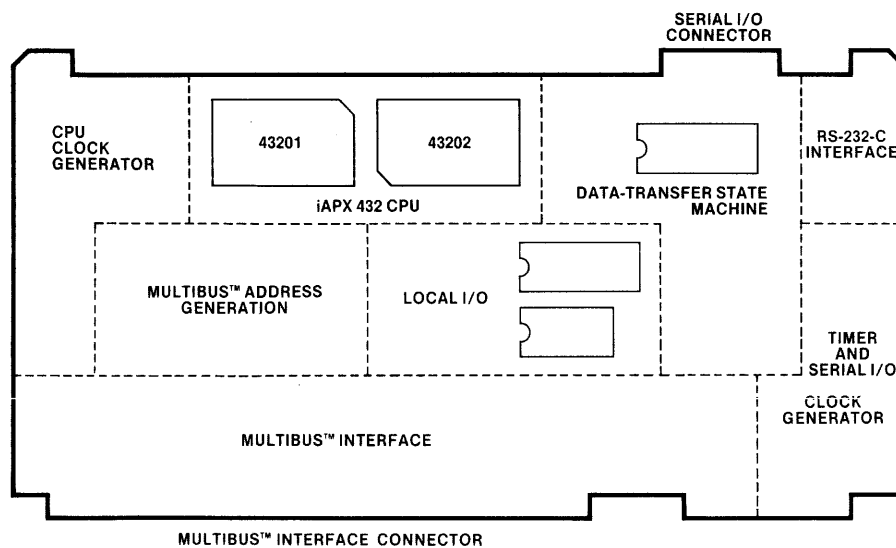 SERIAL I/O
CONNECTOR
CPU
CLOCK
GENERATOR
43201
43202
iAPX 432 CPU
DATA-TRANSFER STATE
MACHINE
RS-232-C
INTERFACE
MULTIBUS™ ADDRESS
GENERATION
LOCAL I/O
TIMER
AND
SERIAL I/O
CLOCK
GENERATOR
MULTIBUS™ INTERFACE
MULTIBUS™ INTERFACE CONNECTOR